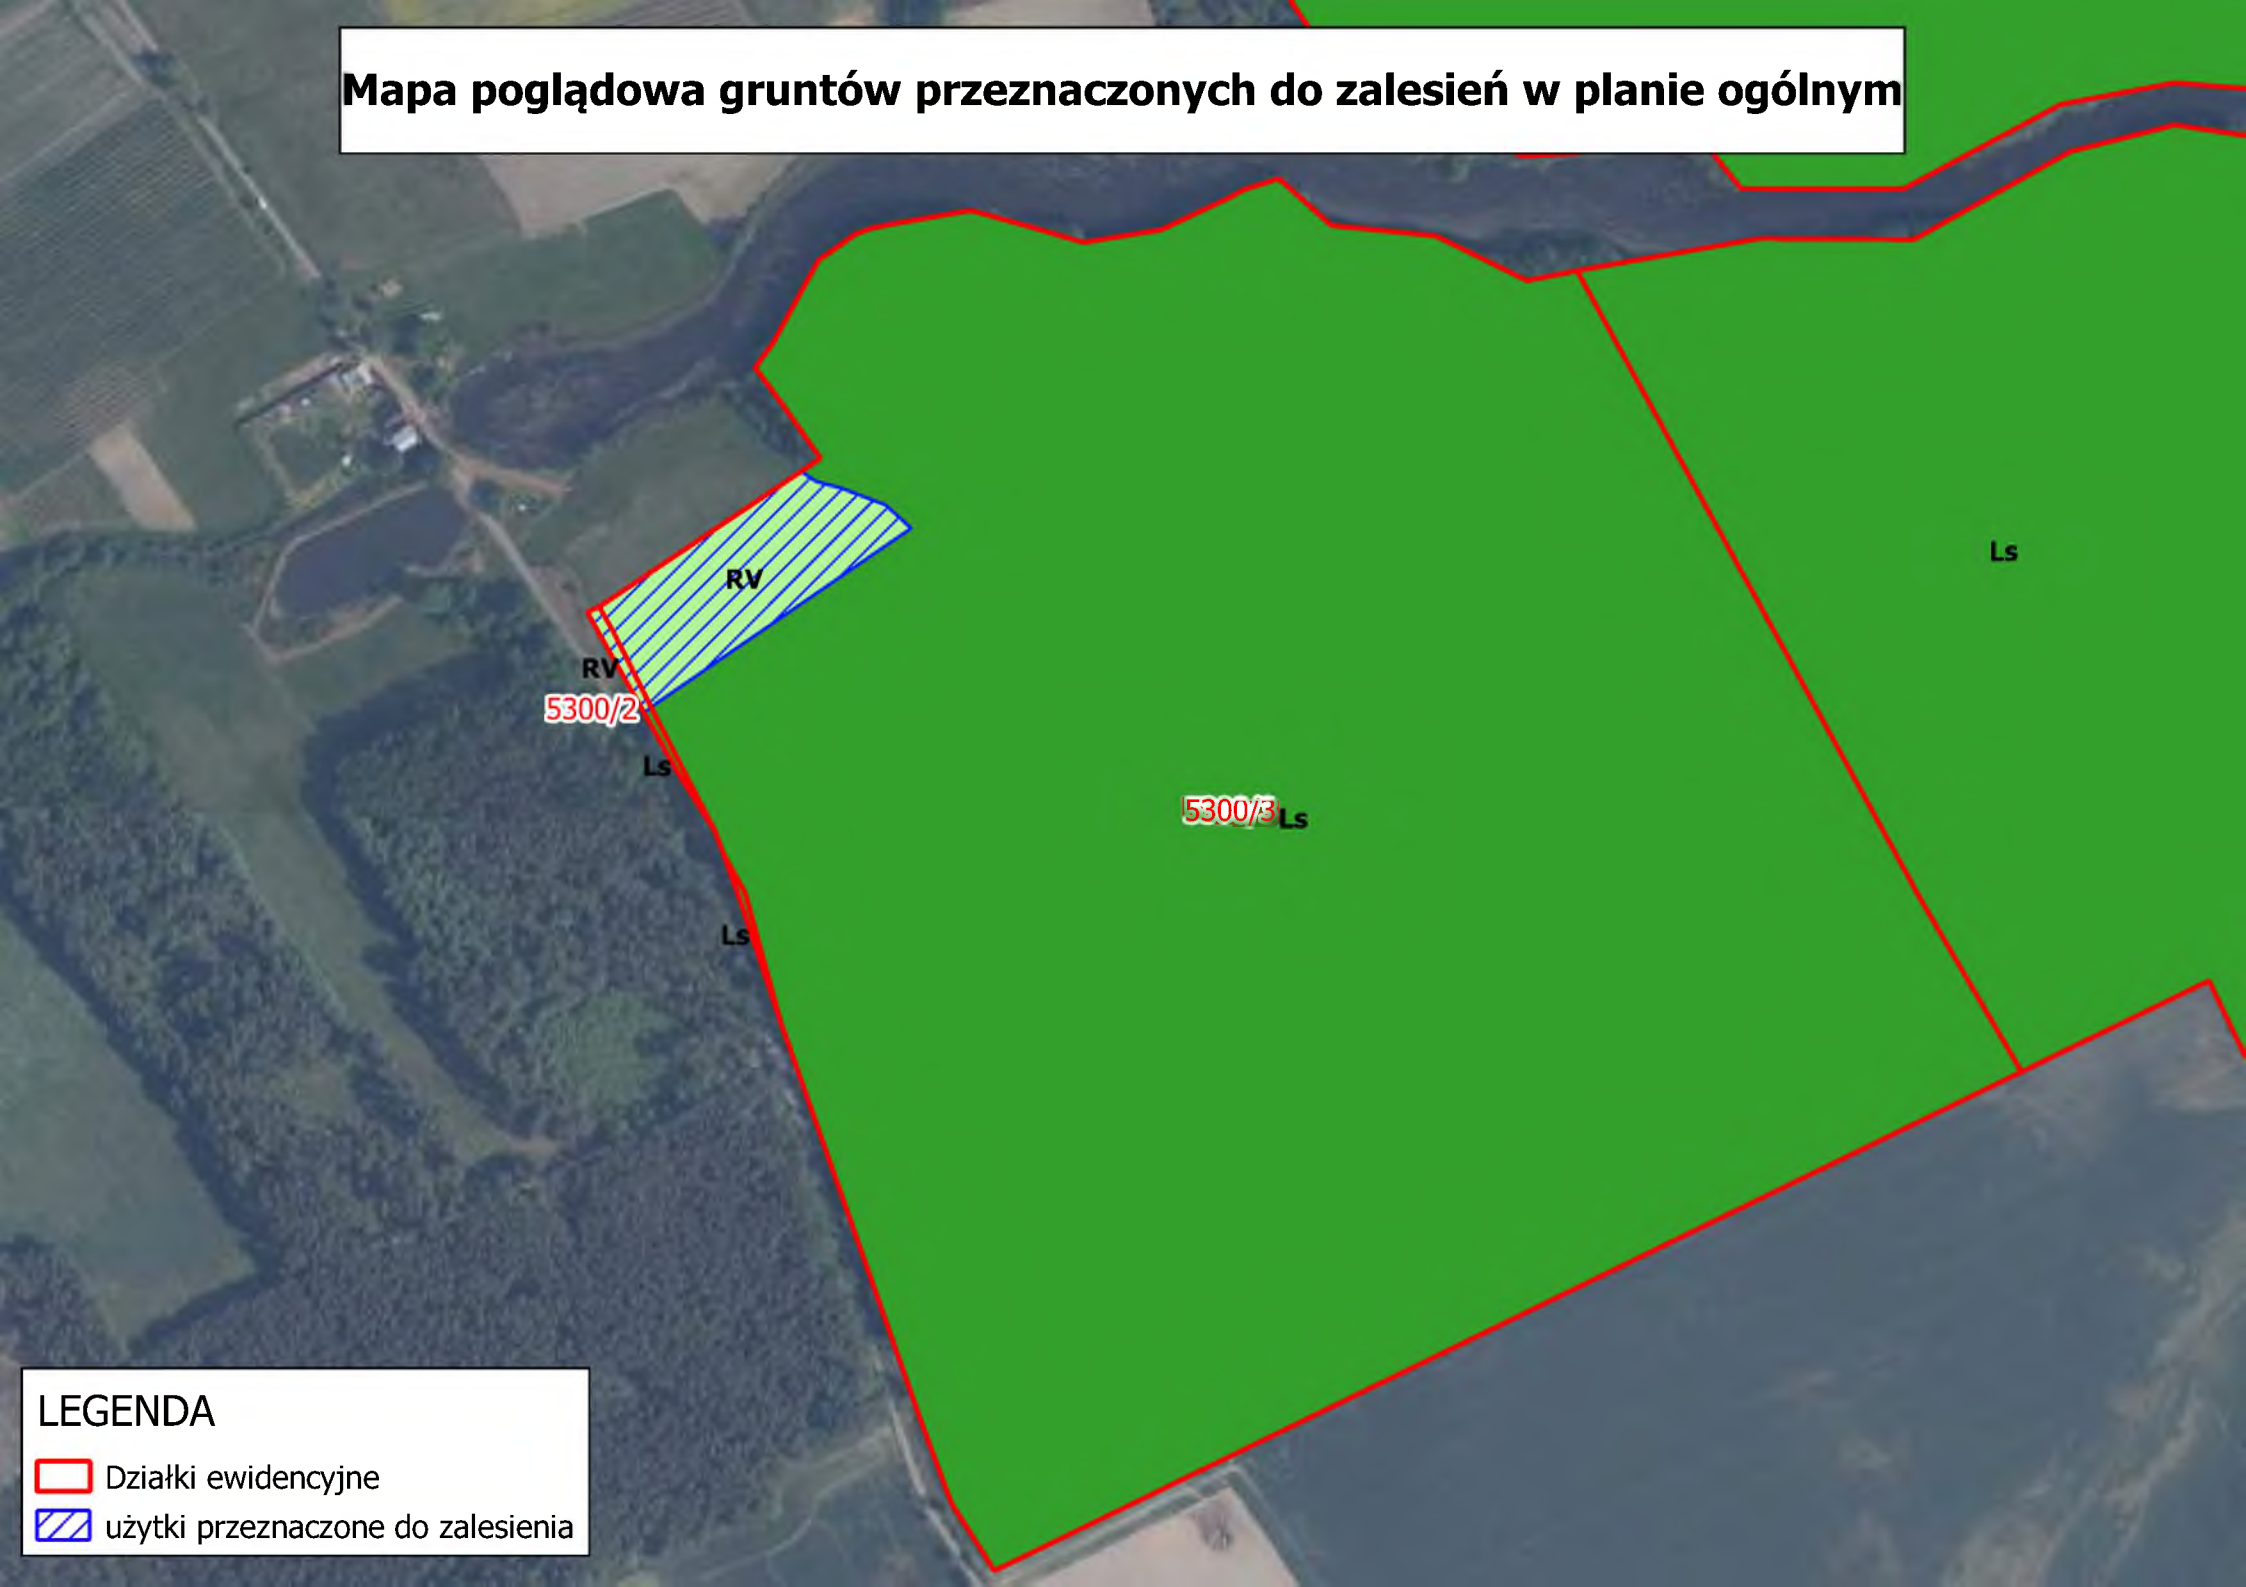 Mapa poglądowa gruntów przeznaczonych do zalesień w planie ogólnym
Ls
RV
RV
5300/2
Ls
5300/3 Ls
Ls
LEGENDA
Działki ewidencyjne
użytki przeznaczone do zalesienia